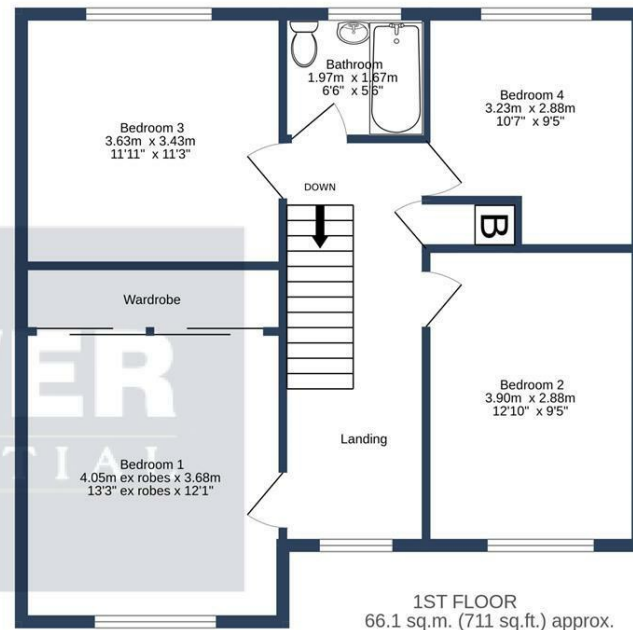 Bathroom
1.97m x 1.67m
6'6" x 5'6"
Bedroom 4
3.23m x 2.88m
10'7" x 9'5"
Bedroom 3
3.63m x 3.43m
11'11" x 11'3"
DOWN
B
Wardrobe
Bedroom 2
3.90m x 2.88m
12'10" x 9'5"
Landing
Bedroom 1
4.05m ex robes x 3.68m
13'3" ex robes x 12'1"
1ST FLOOR
66.1 sq.m. (711 sq.ft.) approx.